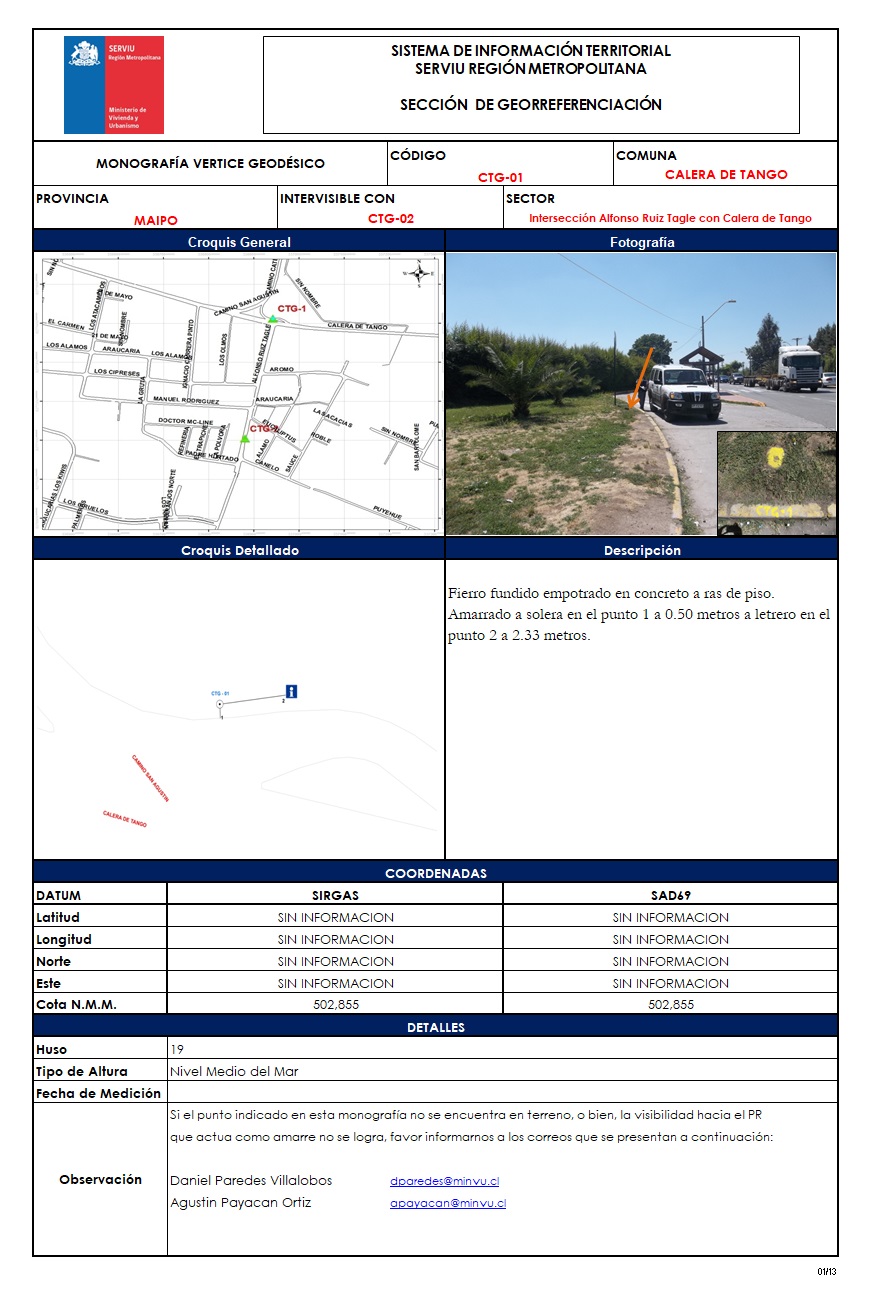 SERVIU
Región Metropolitana
Ministerio de
Vivienda y
Urbanismo
SISTEMA DE INFORMACIÓN TERRITORIAL
SERVIU REGIÓN METROPOLITANA
SECCIÓN DE GEORREFERENCIACIÓN
MONOGRAFÍA VERTICE GEODÉSICO
CÓDIGO
CTG-01
COMUNA
CALERA DE TANGO
PROVINCIA
MAIPO
INTERVISIBLE CON
CTG-02
SECTOR
Intersección Alfonso Ruiz Tagle con Calera de Tango
Croquis General
Fotografía
SIN NOMBRE
CAMINO SAN AGUSTIN
CTG-1
CALERA DE TANGO
LOS ATACAMEÑOS
DE MAYO
EL CARMEN
21 DE MAYO
LOS ALAMOS
ARAUCARIA
LOS ALAMOS
IGNACIO CARRERA PINTO
LOS OLMOS
ALFONSO RUIZ TAGLE
AROMO
LOS CIPRESES
LA GRUTA
MANUEL RODRIGUEZ
ARAUCARIA
LAS ACACIAS
DOCTOR MC-LINE
REFINERIA
TRAPICHE
LA POLVORA
PADRE HURTADO
EUCALIPTUS
ALAMO
ROBLE
SAUCE
CANELO
SIN NOMBRE
SAN BARTOLOME
PUYEHUE
ARAUCARIAS LOS KIWIS
PALMERAS
LOS CIRUELOS
CTG-1
Croquis Detallado
Descripción
Fierro fundido empotrado en concreto a ras de piso.
Amarrado a solera en el punto 1 a 0.50 metros a letrero en el
punto 2 a 2.33 metros.
CTG - 01
1
2
CAMINO SAN AGUSTIN
CALERA DE TANGO
COORDENADAS
DATUM SIRGAS SAD69
Latitud SIN INFORMACION SIN INFORMACION
Longitud SIN INFORMACION SIN INFORMACION
Norte SIN INFORMACION SIN INFORMACION
Este SIN INFORMACION SIN INFORMACION
Cota N.M.M. 502,855 502,855
DETALLES
Huso 19
Tipo de Altura Nivel Medio del Mar
Fecha de Medición
Observación
Si el punto indicado en esta monografía no se encuentra en terreno, o bien, la visibilidad hacia el PR
que actua como amarre no se logra, favor informarnos a los correos que se presentan a continuación:
Daniel Paredes Villalobos dparedes@minvu.cl
Agustin Payacan Ortiz apayacan@minvu.cl
01/13